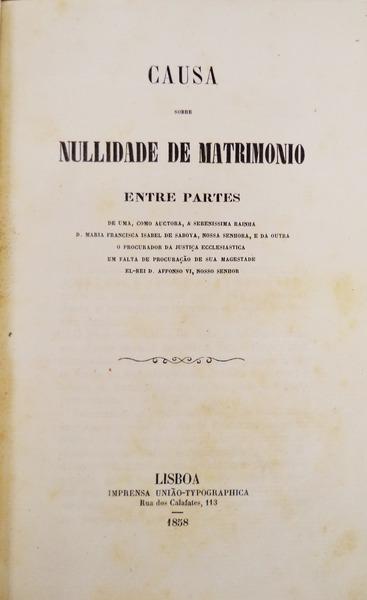 CAUSA
SOBRE
NULLIDADE DE MATRIMONIO
ENTRE PARTES
DE UMA, COMO AUCTORA, A SERENISSIMA RAINHA
D. MARIA FRANCISCA ISABEL DE SABOYA, NOSSA SENHORA, E DA OUTRA
O PROCURADOR DA JUSTIÇA ECCLESIASTICA
EM FALTA DE PROCURAÇÃO DE SUA MAGESTADE
EL-REI D. AFFONSO VI, NOSSO SENHOR
LISBOA
IMPRENSA UNIÃO-TYPOGRAPHICA
Rua dos Calafates, 113
1858